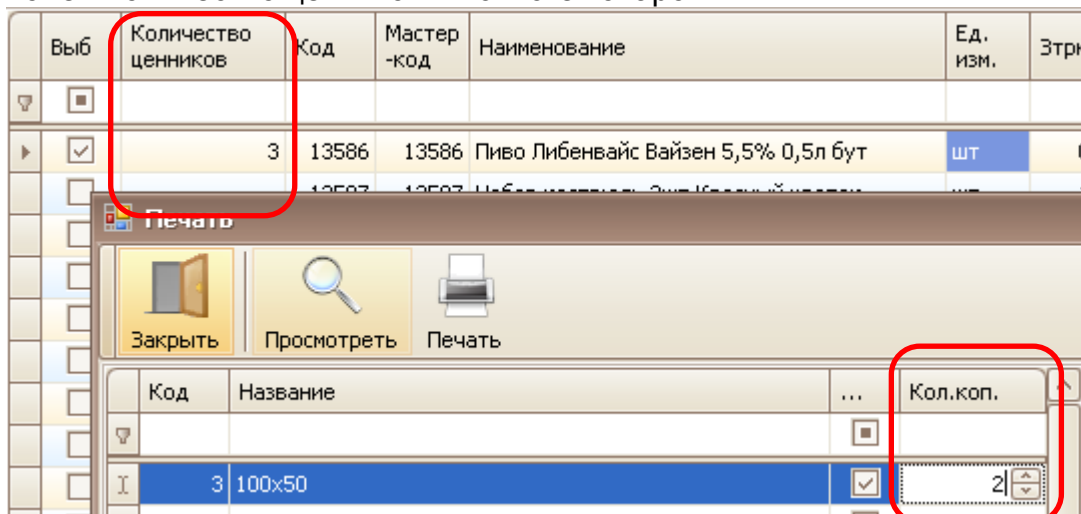 Выб Количество ценников Код Мастер -код Наименование Ед. изм.
3 13586 13586 Пиво Либенвайс Вайзен 5,5% 0,5л бут шт
Печать
Закрыть Просмотреть Печать
Код Название ... Кол.коп.
3 100x50 2